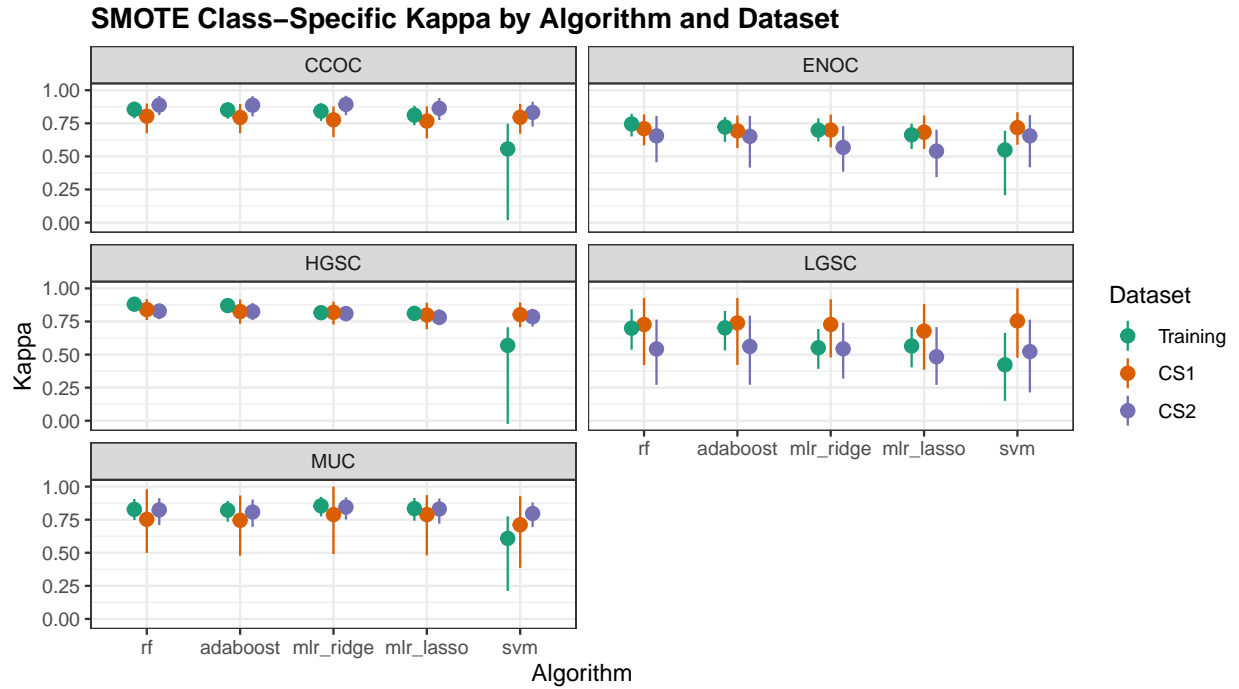 SMOTE Class−Specific Kappa by Algorithm and Dataset
CCOC
ENOC
1.00
0.75
0.50
0.25
0.00
HGSC
LGSC
1.00
0.75
0.50
0.25
0.00
rf adaboost mlr_ridge mlr_lasso svm
MUC
1.00
0.75
0.50
0.25
0.00
rf adaboost mlr_ridge mlr_lasso svm
Kappa
Algorithm
Dataset
Training
CS1
CS2